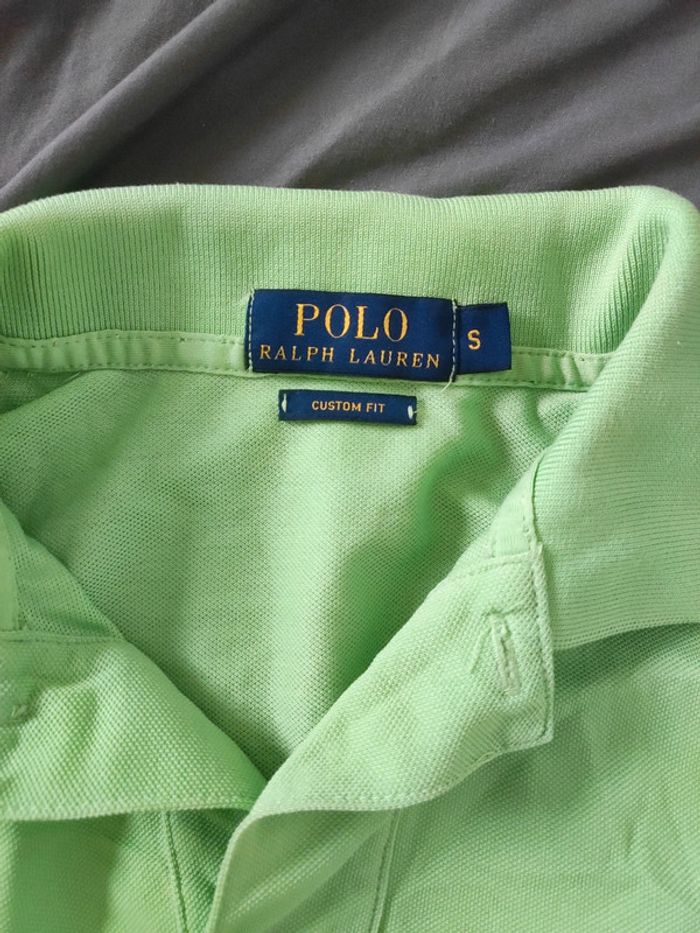 POLO
RALPH LAUREN
S
CUSTOM FIT